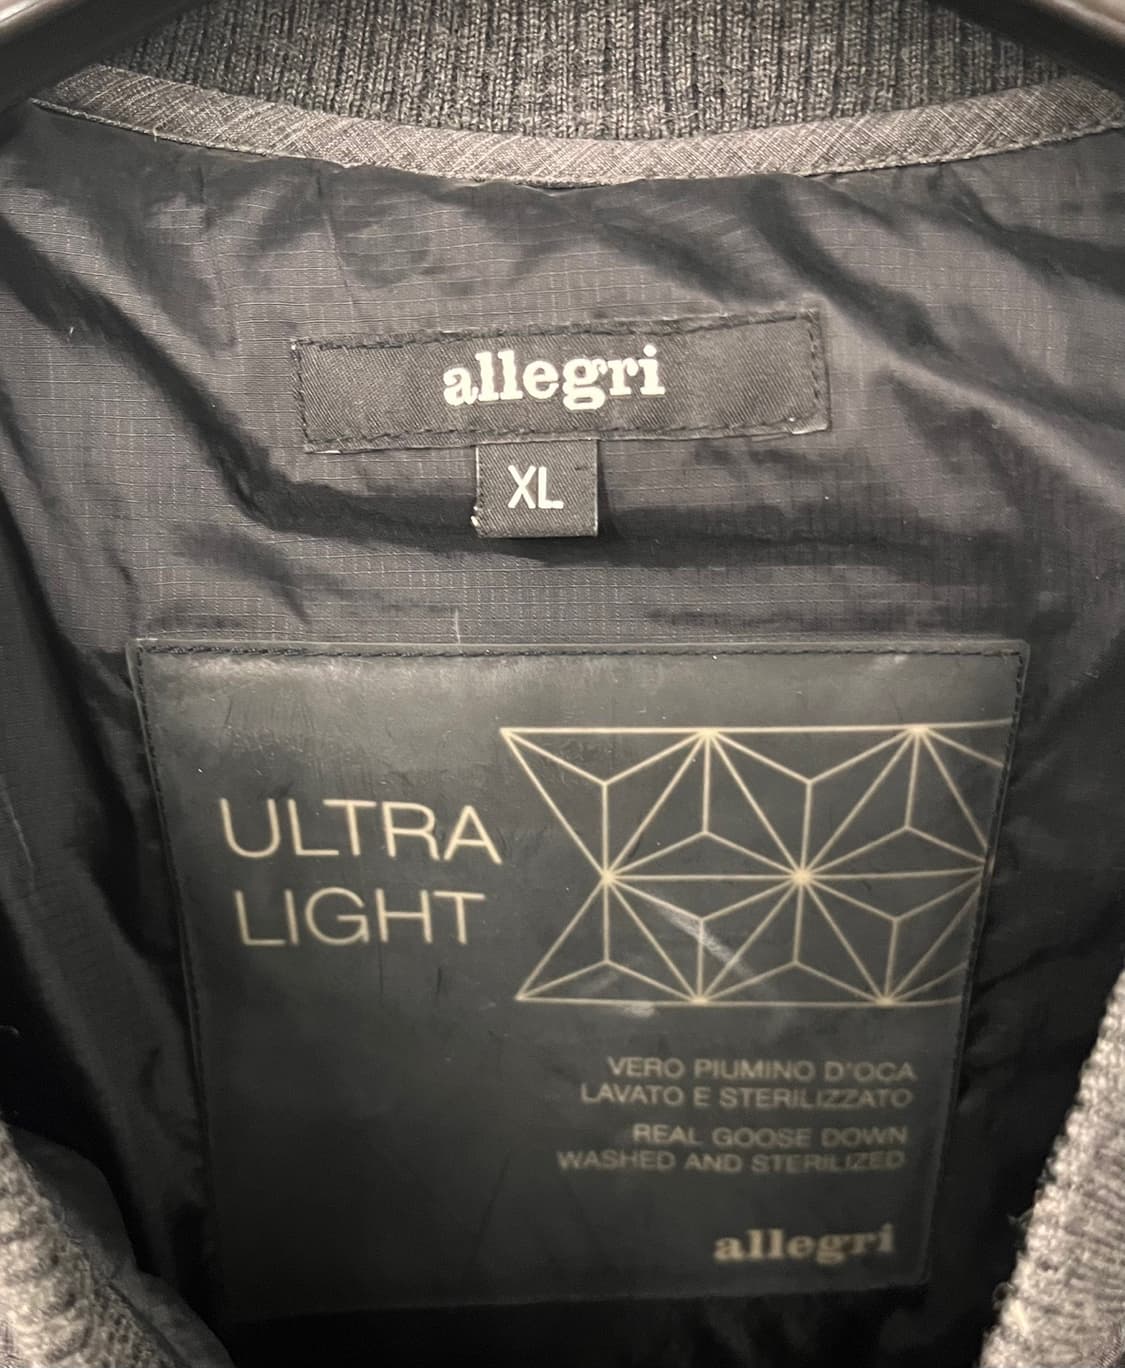 allegri
XL
ULTRA
LIGHT
VERO PIUMINO D'OCA
LAVATO E STERILIZZATO
REAL GOOSE DOWN
WASHED AND STERILIZED
allegri